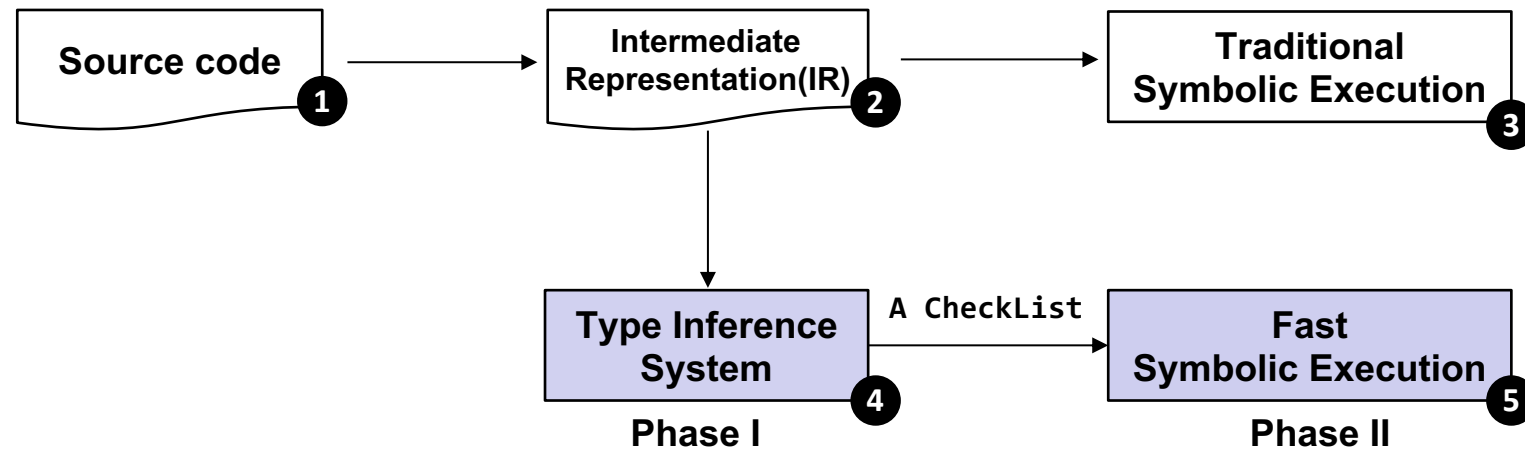 Source code
1
Intermediate
Representation(IR)
2
Traditional
Symbolic Execution
3
Type Inference
System
4
A CheckList
Fast
Symbolic Execution
5
Phase I
Phase II